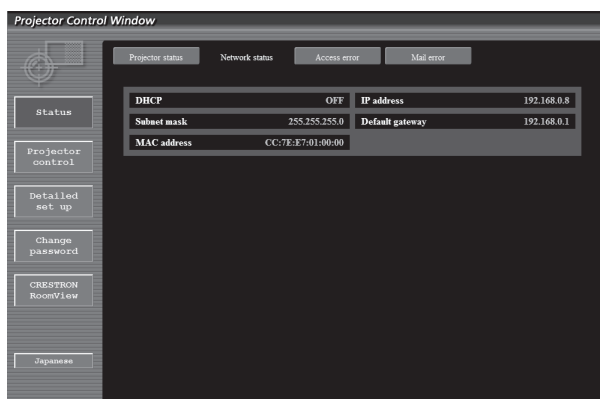 Projector Control Window
Projector status
Network status
Access error
Mail error
Status
Projector
control
Detailed
set up
Change
password
CRESTRON
RoomView
Japanese
DHCP OFF
IP address 192.168.0.8
Subnet mask 255.255.255.0
Default gateway 192.168.0.1
MAC address CC:7E:E7:01:00:00